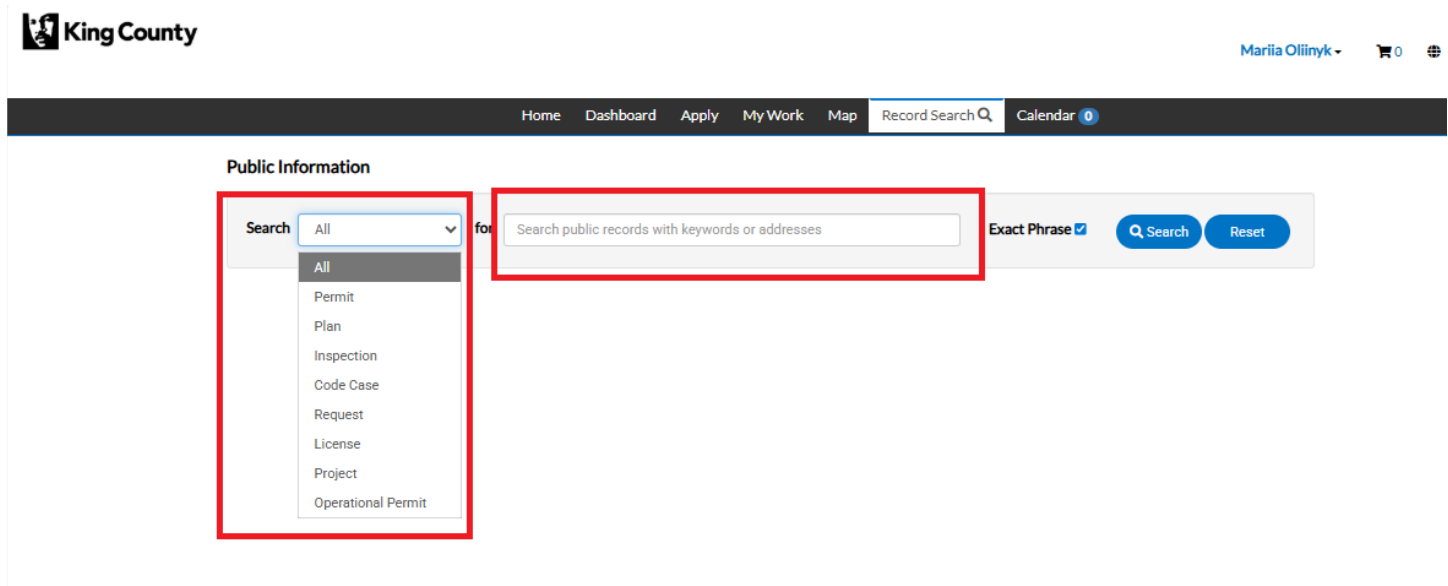 King County
Mariia Oliinyk
0
Home Dashboard Apply My Work Map Record Search Calendar 0
Public Information
Search All for Search public records with keywords or addresses Exact Phrase Search Reset
All
Permit
Plan
Inspection
Code Case
Request
License
Project
Operational Permit